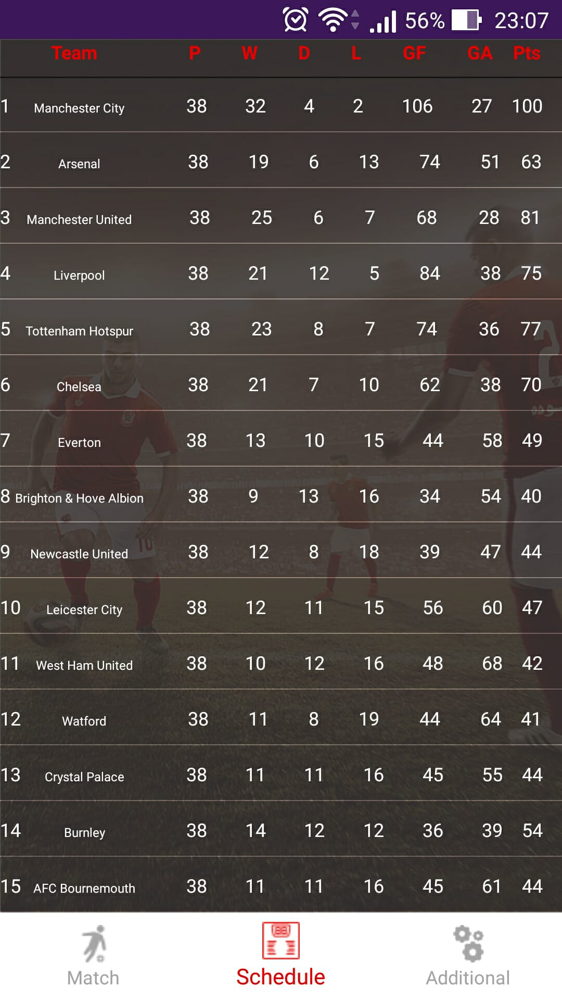 56% 23:07
Team P W D L GF GA Pts
1 Manchester City 38 32 4 2 106 27 100
2 Arsenal 38 19 6 13 74 51 63
3 Manchester United 38 25 6 7 68 28 81
4 Liverpool 38 21 12 5 84 38 75
5 Tottenham Hotspur 38 23 8 7 74 36 77
6 Chelsea 38 21 7 10 62 38 70
7 Everton 38 13 10 15 44 58 49
8 Brighton & Hove Albion 38 9 13 16 34 54 40
9 Newcastle United 38 12 8 18 39 47 44
10 Leicester City 38 12 11 15 56 60 47
11 West Ham United 38 10 12 16 48 68 42
12 Watford 38 11 8 19 44 64 41
13 Crystal Palace 38 11 11 16 45 55 44
14 Burnley 38 14 12 12 36 39 54
15 AFC Bournemouth 38 11 11 16 45 61 44
Match Schedule Additional